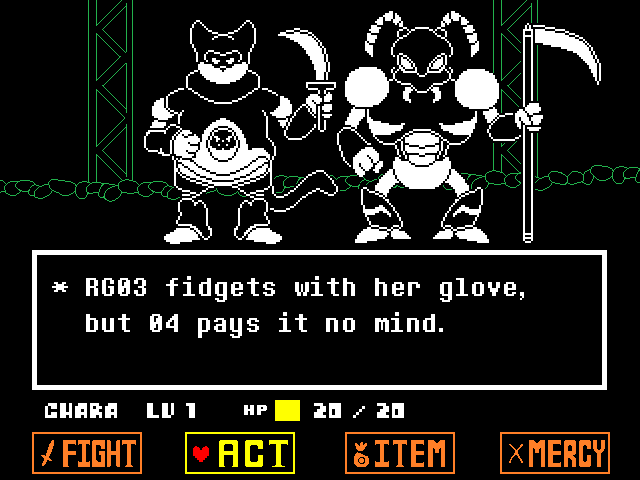 * RG03 fidgets with her glove,
but 04 pays it no mind.
CHARA LV 1 HP 20 / 20
FIGHT ACT ITEM MERCY